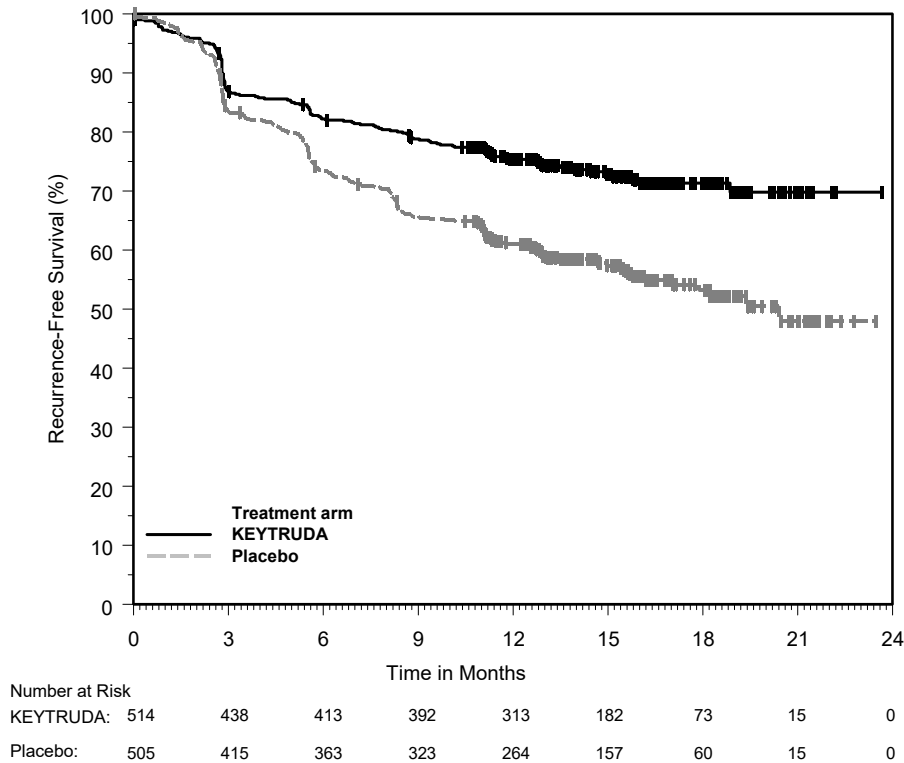 100
90
80
70
60
50
40
30
20
10
0
Recurrence-Free Survival (%)
Treatment arm
KEYTRUDA
Placebo
0 3 6 9 12 15 18 21 24
Time in Months
Number at Risk
KEYTRUDA: 514 438 413 392 313 182 73 15 0
Placebo: 505 415 363 323 264 157 60 15 0